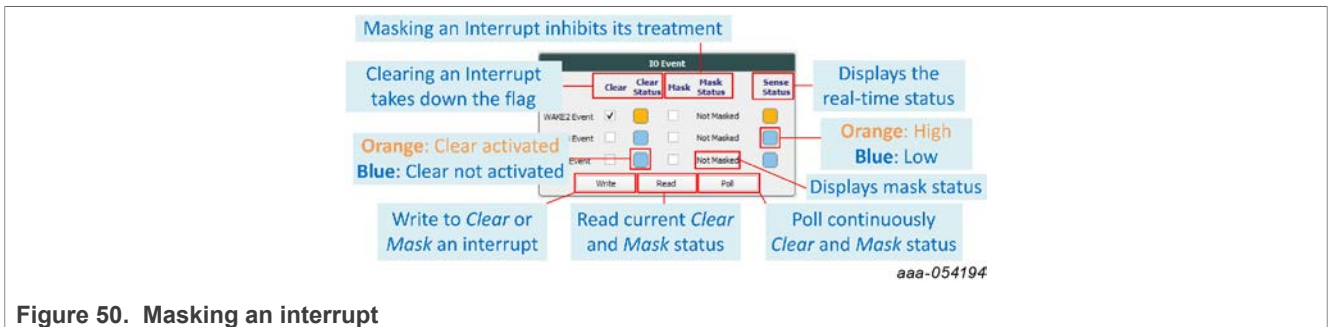 Masking an Interrupt inhibits its treatment
IO Event
Clearing an Interrupt
takes down the flag
Clear
Clear
Status
Mask
Mask
Status
Sense
Status
Displays the
real-time status
WAKE2 Event
Not Masked
Event
Not Masked
Orange: High
Blue: Low
Orange: Clear activated
Blue: Clear not activated
Event
Not Masked
Displays mask status
Write
Read
Poll
Write to Clear or
Mask an interrupt
Read current Clear
and Mask status
Poll continuously
Clear and Mask status
aaa-054194
Figure 50. Masking an interrupt